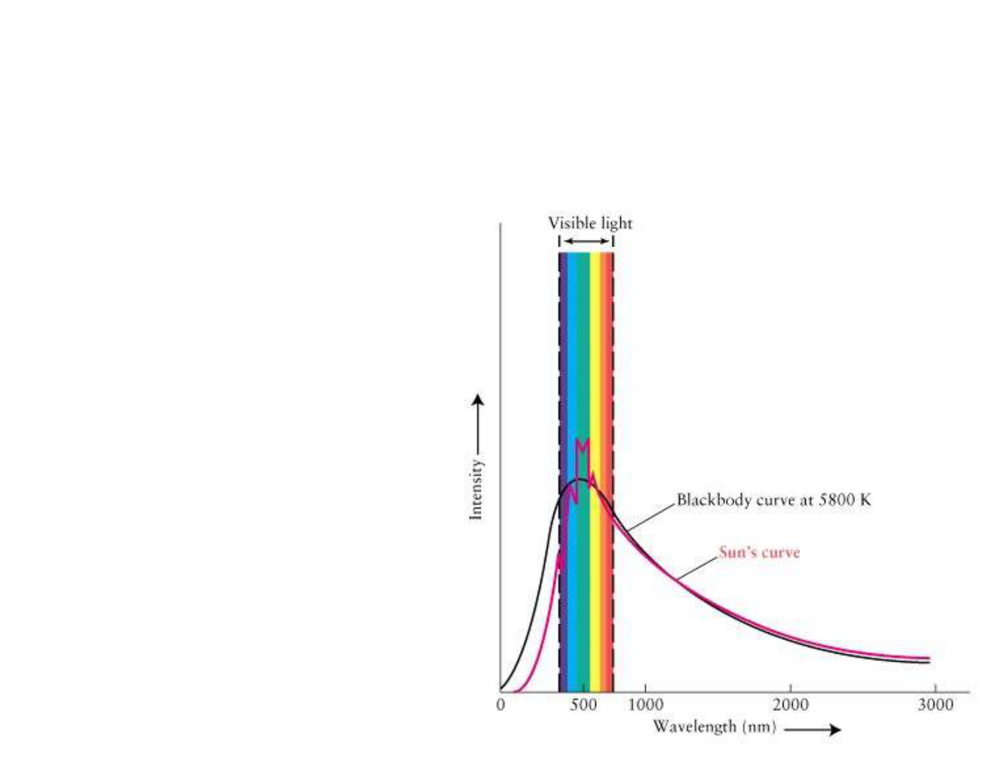 Visible light
Intensity
Blackbody curve at 5800 K
Sun's curve
0 500 1000 2000 3000
Wavelength (nm)